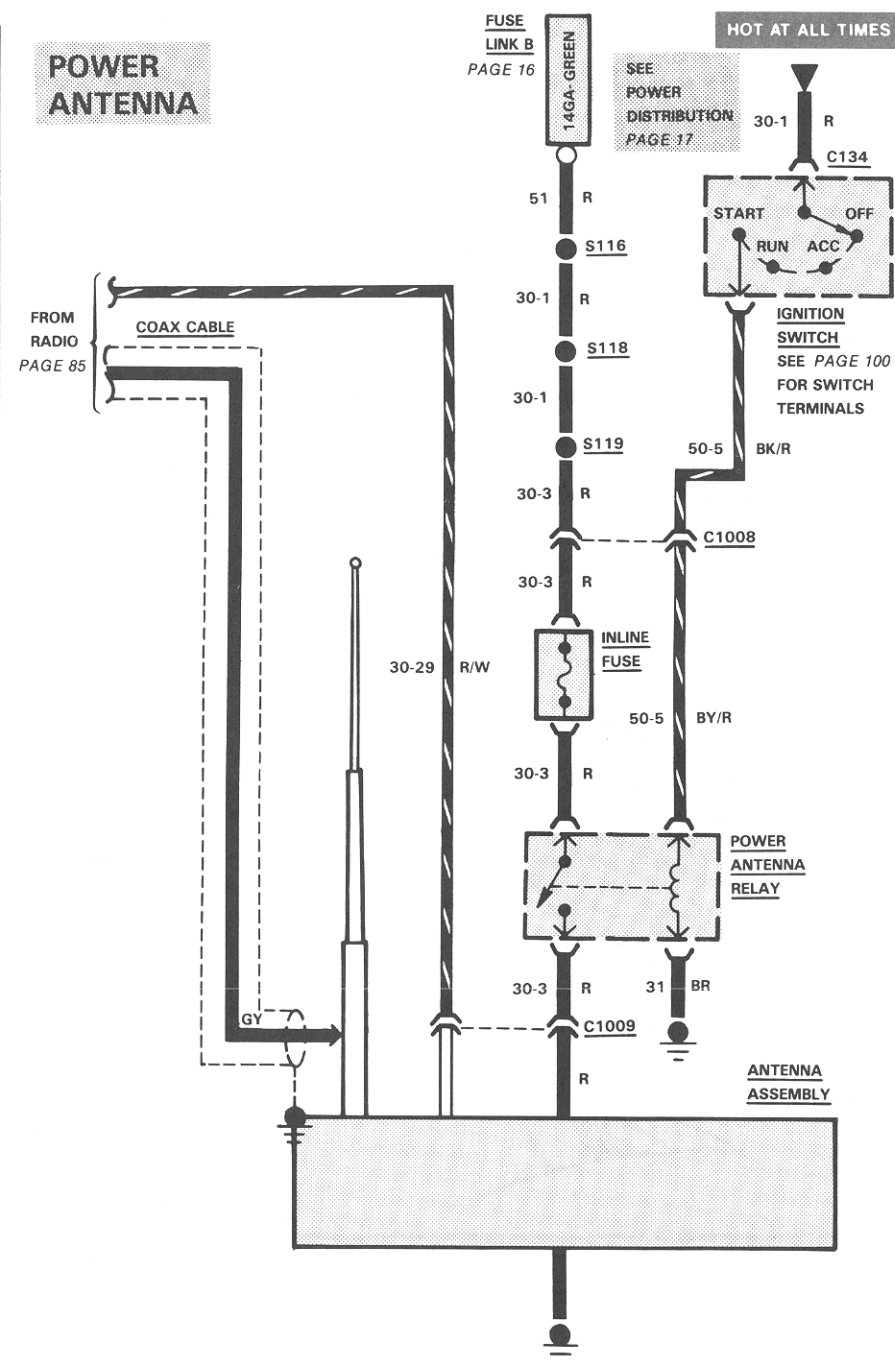 POWER
ANTENNA
FUSE
LINK B
PAGE 16
14GA- GREEN
SEE
POWER
DISTRIBUTION
PAGE 17
HOT AT ALL TIMES
30-1 R
C134
START
OFF
RUN ACC
IGNITION
SWITCH
SEE PAGE 100
FOR SWITCH
TERMINALS
51 R
S116
30-1 R
S118
30-1
S119
30-3 R
50-5 BK/R
C1008
30-3 R
FROM
RADIO
PAGE 85
COAX CABLE
INLINE
FUSE
30-29 R/W
50-5 BY/R
30-3 R
POWER
ANTENNA
RELAY
30-3 R
31 BR
GY
C1009
R
ANTENNA
ASSEMBLY